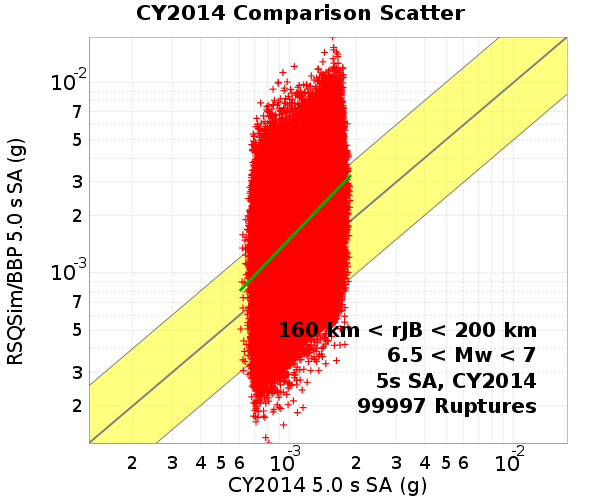 CY2014 Comparison Scatter
RSQSim/BBP 5.0 s SA (g)
10-2
7
5
3
2
10-3
7
5
3
2
160 km < rJB < 200 km
6.5 < Mw < 7
5s SA, CY2014
99997 Ruptures
2 3 4 5 6 10-3 2 3 4 5 6 10-2
CY2014 5.0 s SA (g)